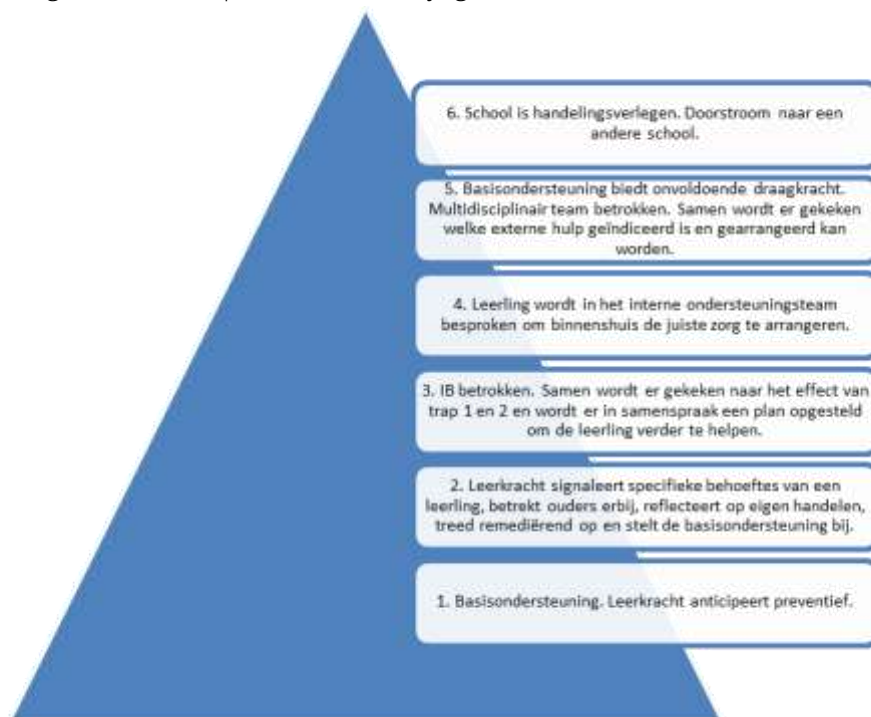 6. School is handelingsverlegen. Doorstroom naar een
andere school.
5. Basisondersteuning biedt onvoldoende draagkracht.
Multidisciplinair team betrokken. Samen wordt er gekeken
welke externe hulp geïndiceerd is en gearrangeerd kan
worden.
4. Leerling wordt in het interne ondersteuningsteam
besproken om binnenshuis de juiste zorg te arrangeren.
3. IB betrokken. Samen wordt er gekeken naar het effect van
trap 1 en 2 en wordt er in samenspraak een plan opgesteld
om de leerling verder te helpen.
2. Leerkracht signaleert specifieke behoeftes van een
leerling, betrekt ouders erbij, reflecteert op eigen handelen,
treed remediërend op en stelt de basisondersteuning bij.
1. Basisondersteuning. Leerkracht anticipeert preventief.